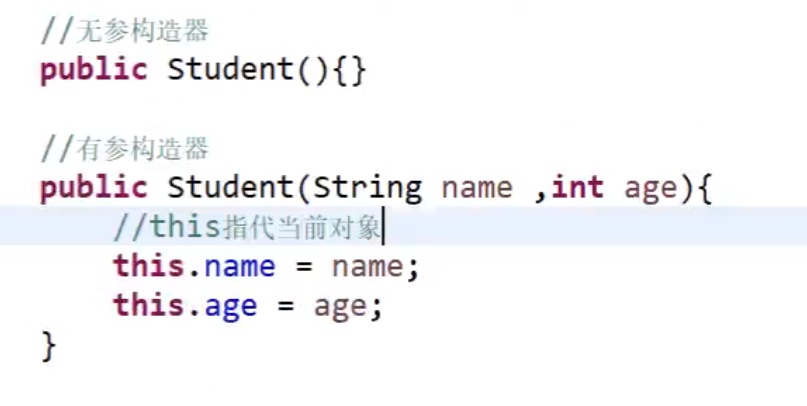 //无参构造器
public Student(){}
//有参构造器
public Student(String name ,int age){
//this指代当前对象
this.name = name;
this.age = age;
}